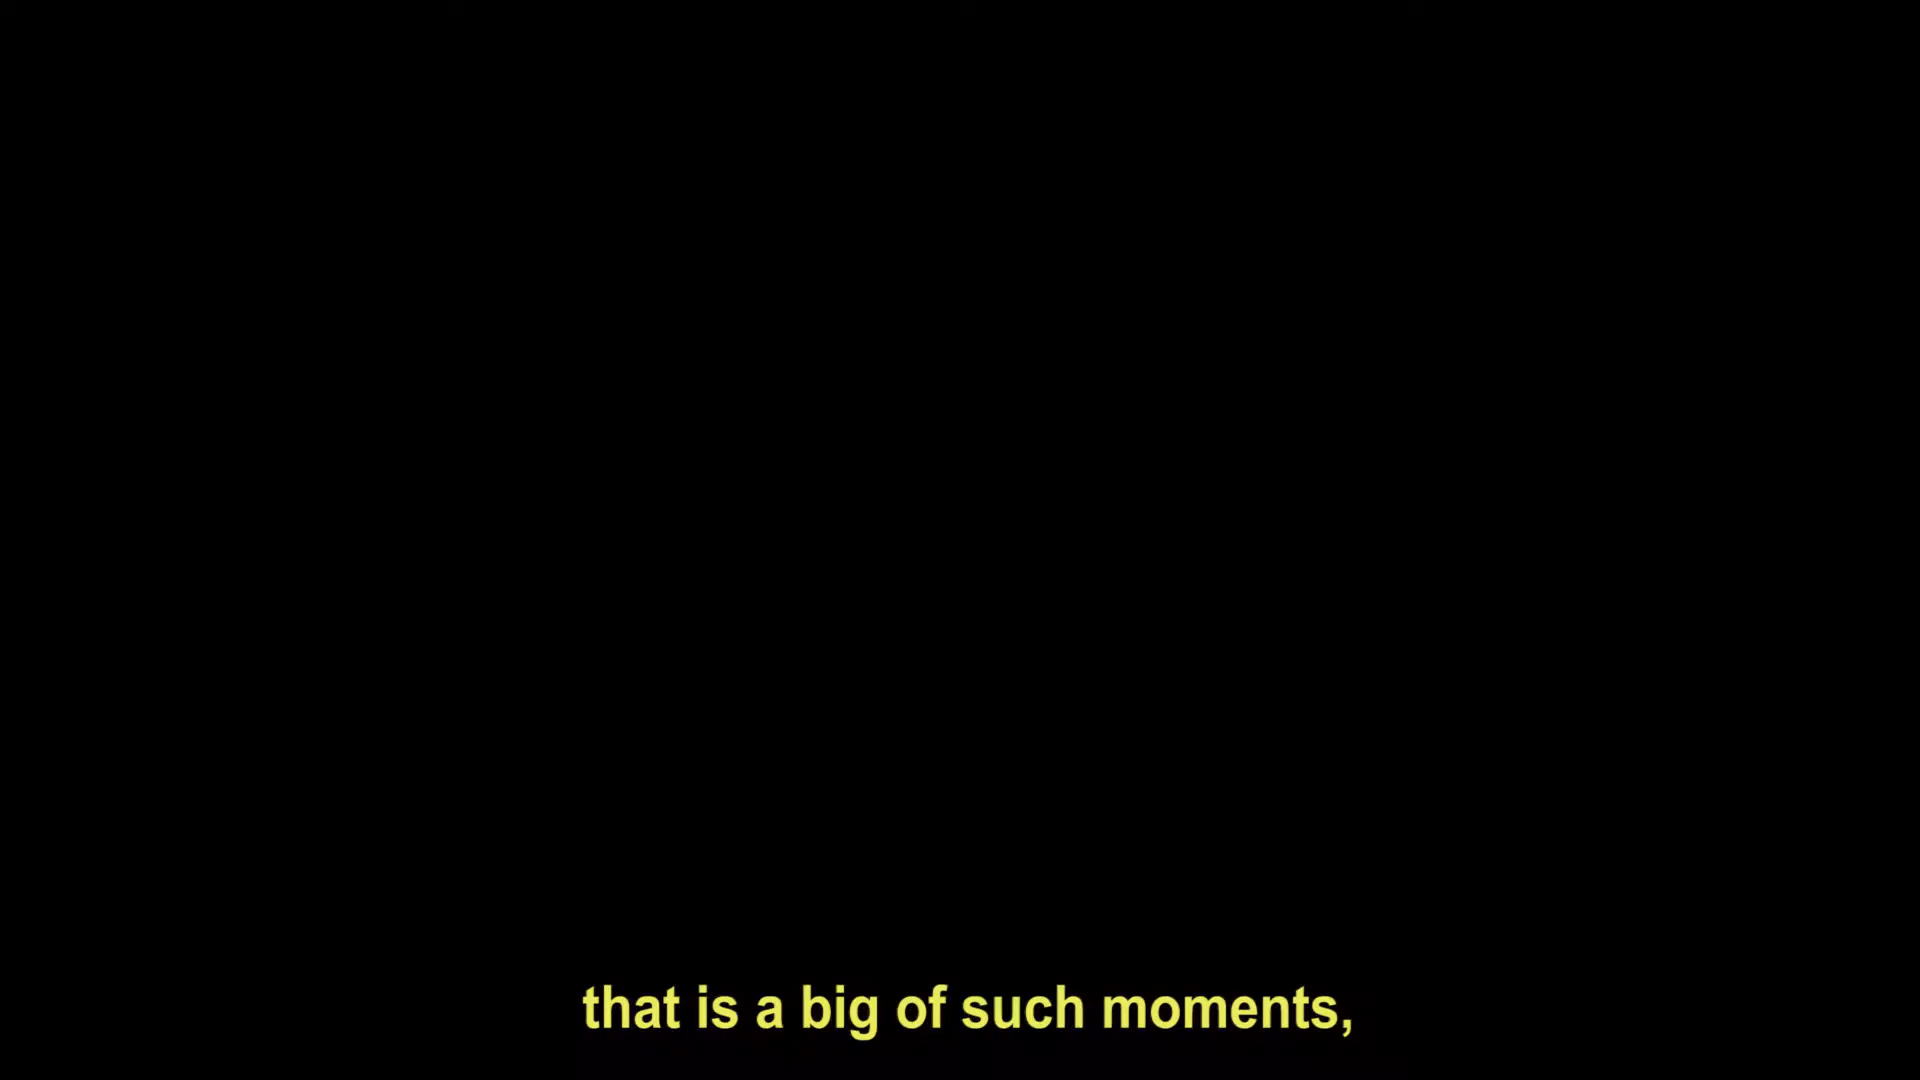 that is a big of such moments,